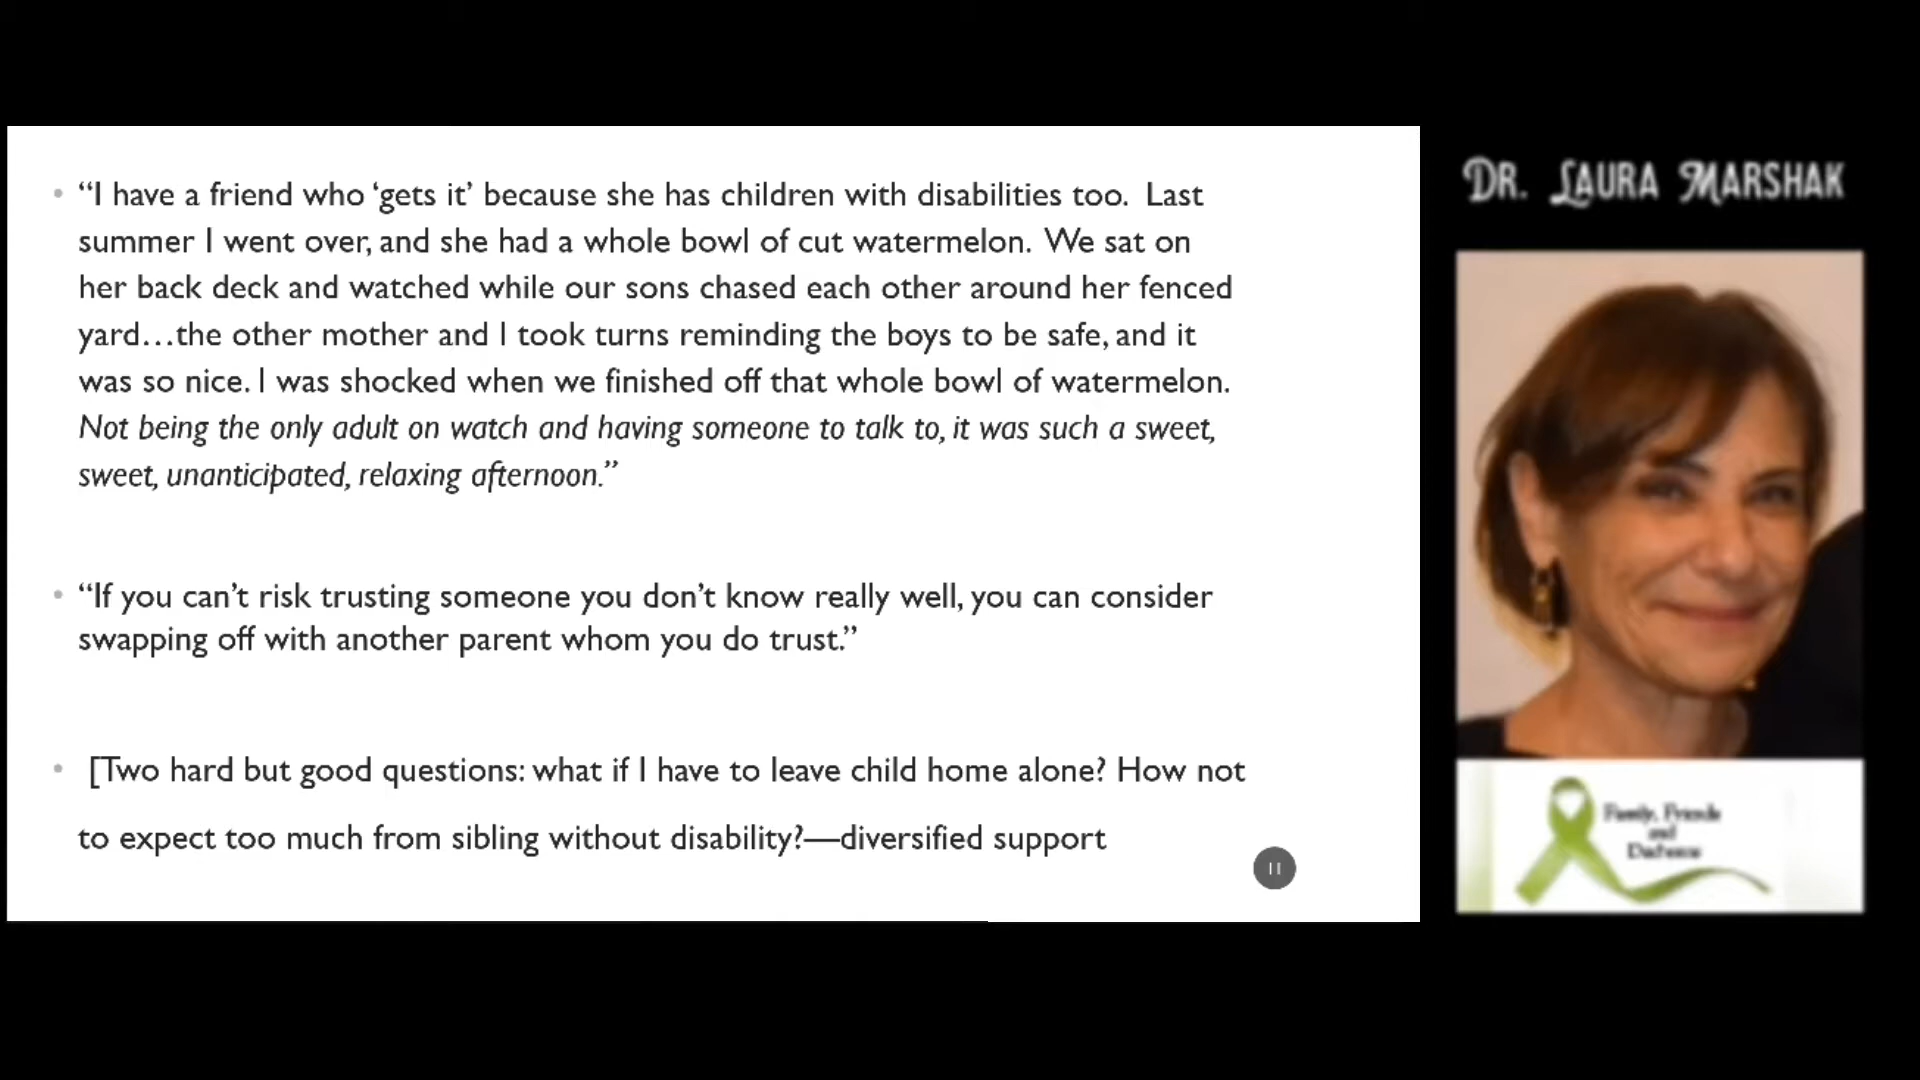 • “I have a friend who ‘gets it’ because she has children with disabilities too.  Last
summer I went over, and she had a whole bowl of cut watermelon.  We sat on
her back deck and watched while our sons chased each other around her fenced
yard…the other mother and I took turns reminding the boys to be safe, and it
was so nice. I was shocked when we finished off that whole bowl of watermelon.
Not being the only adult on watch and having someone to talk to, it was such a sweet,
sweet, unanticipated, relaxing afternoon.”
• “If you can’t risk trusting someone you don’t know really well, you can consider
swapping off with another parent whom you do trust.”
• [Two hard but good questions: what if I have to leave child home alone? How not
to expect too much from sibling without disability?—diversified support
11
Dr. Laura Marshak
Family, Friends
and
Duchenne